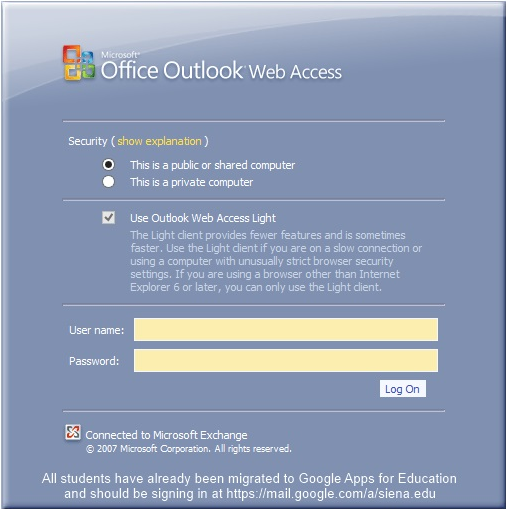 Microsoft®
Office Outlook® Web Access
Security ( show explanation )
This is a public or shared computer
This is a private computer
Use Outlook Web Access Light
The Light client provides fewer features and is sometimes
faster. Use the Light client if you are on a slow connection or
using a computer with unusually strict browser security
settings. If you are using a browser other than Internet
Explorer 6 or later, you can only use the Light client.
User name:
Password:
Log On
Connected to Microsoft Exchange
© 2007 Microsoft Corporation. All rights reserved.
All students have already been migrated to Google Apps for Education
and should be signing in at https://mail.google.com/a/siena.edu